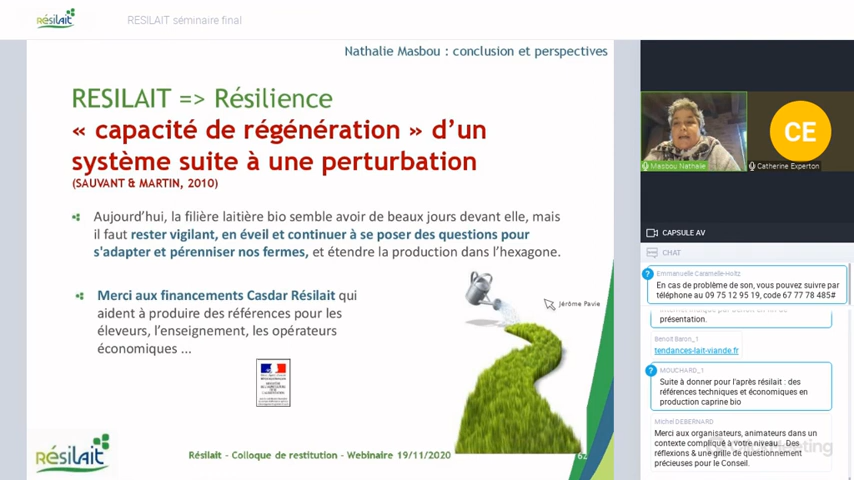 Résilait
RESILAIT séminaire final
Nathalie Masbou : conclusion et perspectives
RESILAIT => Résilience
« capacité de régénération » d’un
système suite à une perturbation
(SAUVANT & MARTIN, 2010)
Aujourd’hui, la filière laitière bio semble avoir de beaux jours devant elle, mais
il faut rester vigilant, en éveil et continuer à se poser des questions pour
s'adapter et pérenniser nos fermes, et étendre la production dans l’hexagone.
Merci aux financements Casdar Résilait qui
aident à produire des références pour les
éleveurs, l’enseignement, les opérateurs
économiques ...
Jérôme Pavie
Résilait
Résilait - Colloque de restitution - Webinaire 19/11/2020
62
Masbou Nathalie
CE
Catherine Experton
CAPSULE AV
CHAT
Emmanuelle Caramelle-Holtz
En cas de problème de son, vous pouvez suivre par
téléphone au 09 75 12 95 19, code 67 77 78 485#
présentation.
Benoit Baron_1
tendances-lait-viande.fr
MOUCHARD_1
Suite à donner pour l'après résilait : des
références techniques et économiques en
production caprine bio
Michel DEBERNARD
Merci aux organisateurs, animateurs dans un
contexte compliqué à votre niveau... Des
réflexions & une grille de questionnement
précieuses pour le Conseil.